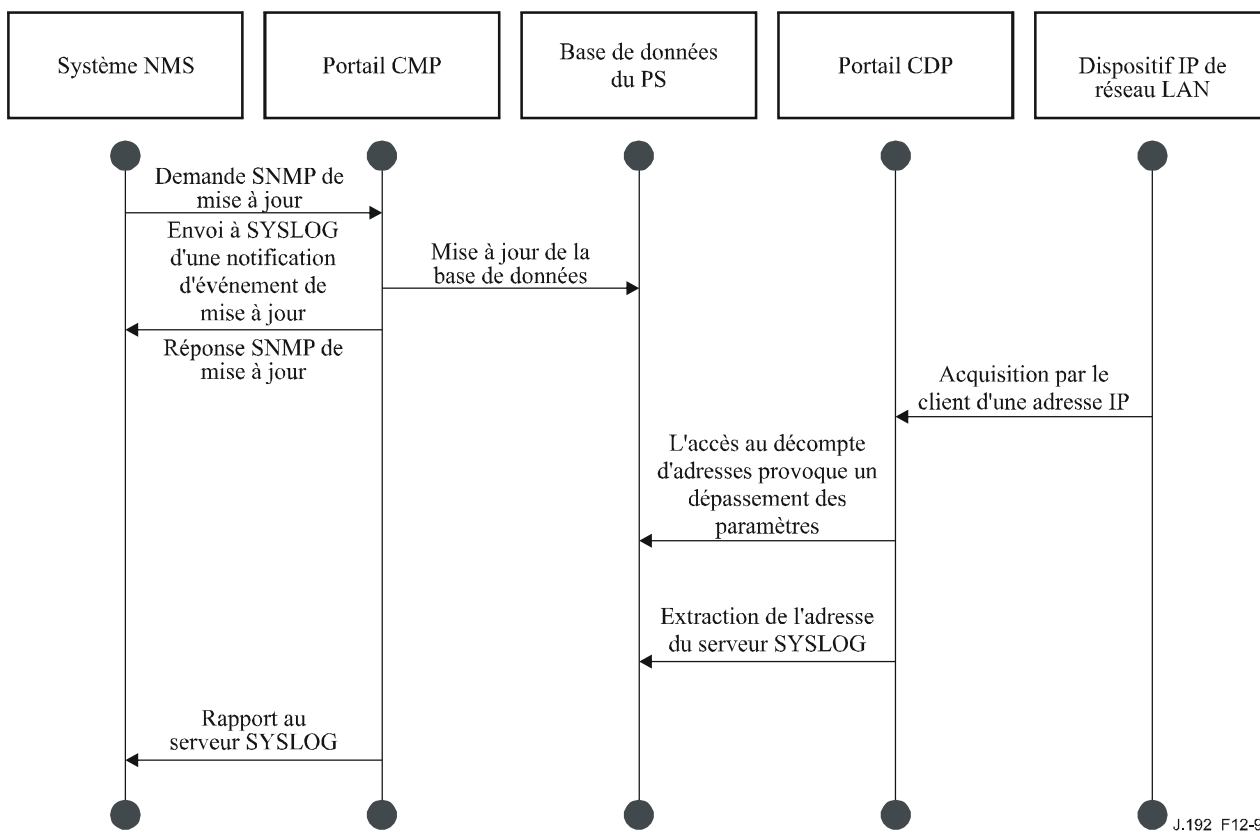 Système NMS
Portail CMP
Base de données
du PS
Portail CDP
Dispositif IP de
réseau LAN
Demande SNMP de
mise à jour
Envoi à SYSLOG
d'une notification
d'événement de
mise à jour
Mise à jour de la
base de données
Réponse SNMP de
mise à jour
Acquisition par le
client d'une adresse IP
L'accès au décompte
d'adresses provoque un
dépassement des
paramètres
Extraction de l'adresse
du serveur SYSLOG
Rapport au
serveur SYSLOG
J.192_F12-9